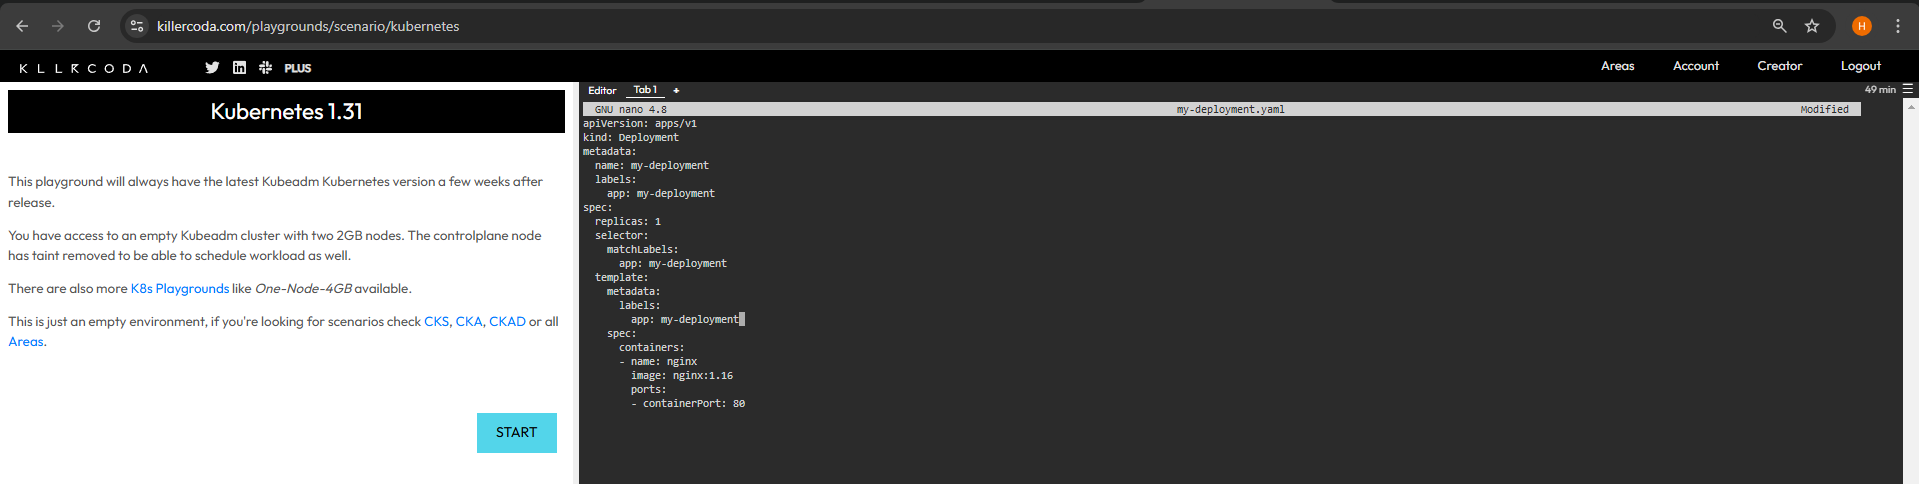 killercoda.com/playgrounds/scenario/kubernetes
H
KLLRCODA
PLUS
Areas
Account
Creator
Logout
Kubernetes 1.31
This playground will always have the latest Kubeadm Kubernetes version a few weeks after
release.
You have access to an empty Kubeadm cluster with two 2GB nodes. The controlplane node
has taint removed to be able to schedule workload as well.
There are also more K8s Playgrounds like One-Node-4GB available.
This is just an empty environment, if you're looking for scenarios check CKS, CKA, CKAD or all
Areas.
START
Editor
Tab 1
+
49 min
GNU nano 4.8
my-deployment.yaml
Modified
apiVersion: apps/v1
kind: Deployment
metadata:
  name: my-deployment
  labels:
    app: my-deployment
spec:
  replicas: 1
  selector:
    matchLabels:
      app: my-deployment
  template:
    metadata:
      labels:
        app: my-deployment
    spec:
      containers:
      - name: nginx
        image: nginx:1.16
        ports:
        - containerPort: 80